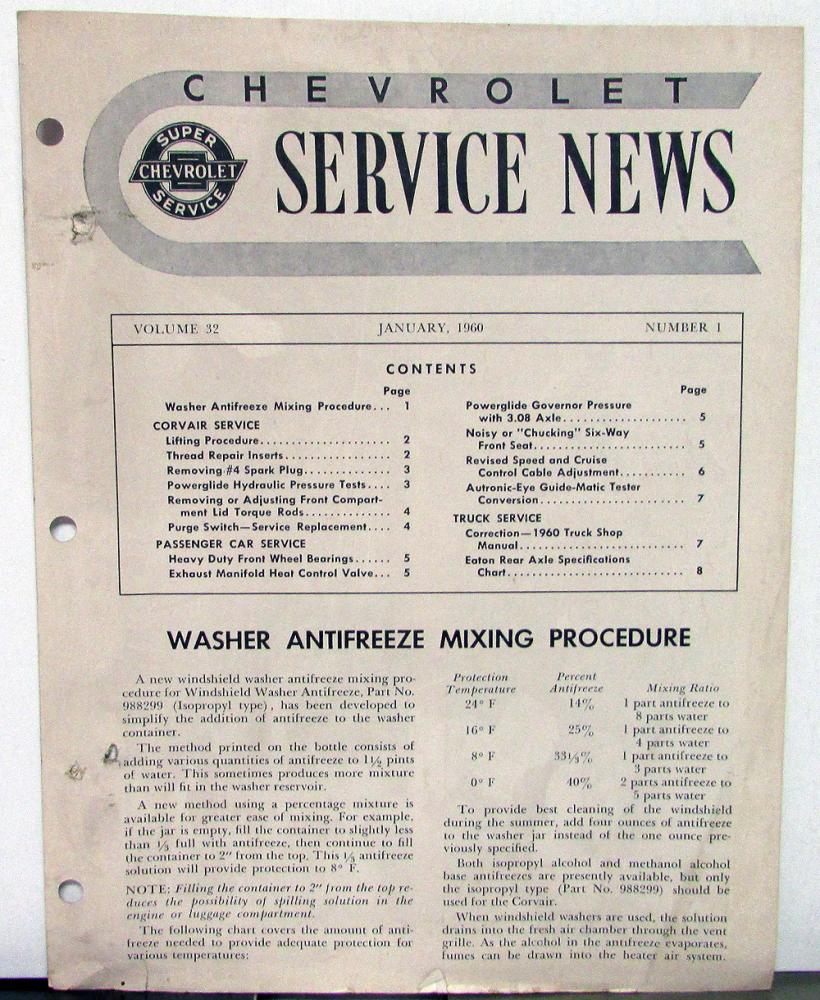 CHEVROLET
SUPER
CHEVROLET
SERVICE
SERVICE NEWS
VOLUME 32 JANUARY, 1960 NUMBER 1
CONTENTS
Page
Washer Antifreeze Mixing Procedure... 1
CORVAIR SERVICE
Lifting Procedure...................... 2
Thread Repair Inserts.................. 2
Removing #4 Spark Plug.............. 3
Powerglide Hydraulic Pressure Tests.... 3
Removing or Adjusting Front Compart-
ment Lid Torque Rods.............. 4
Purge Switch—Service Replacement.... 4
PASSENGER CAR SERVICE
Heavy Duty Front Wheel Bearings...... 5
Exhaust Manifold Heat Control Valve... 5
Page
Powerglide Governor Pressure
with 3.08 Axle...................... 5
Noisy or "Chucking" Six-Way
Front Seat.......................... 5
Revised Speed and Cruise
Control Cable Adjustment........... 6
Autronic-Eye Guide-Matic Tester
Conversion......................... 7
TRUCK SERVICE
Correction—1960 Truck Shop
Manual............................. 7
Eaton Rear Axle Specifications
Chart............................... 8
WASHER ANTIFREEZE MIXING PROCEDURE
A new windshield washer antifreeze mixing pro-
cedure for Windshield Washer Antifreeze, Part No.
988299 (Isopropyl type), has been developed to
simplify the addition of antifreeze to the washer
container.
The method printed on the bottle consists of
adding various quantities of antifreeze to 1½ pints
of water. This sometimes produces more mixture
than will fit in the washer reservoir.
A new method using a percentage mixture is
available for greater ease of mixing. For example,
if the jar is empty, fill the container to slightly less
than ⅓ full with antifreeze, then continue to fill
the container to 2" from the top. This ⅓ antifreeze
solution will provide protection to 8° F.
NOTE: Filling the container to 2" from the top re-
duces the possibility of spilling solution in the
engine or luggage compartment.
The following chart covers the amount of anti-
freeze needed to provide adequate protection for
various temperatures:
Protection Percent
Temperature Antifreeze Mixing Ratio
24° F 14% 1 part antifreeze to
8 parts water
16° F 25% 1 part antifreeze to
4 parts water
8° F 33⅓% 1 part antifreeze to
3 parts water
0° F 40% 2 parts antifreeze to
5 parts water
To provide best cleaning of the windshield
during the summer, add four ounces of antifreeze
to the washer jar instead of the one ounce pre-
viously specified.
Both isopropyl alcohol and methanol alcohol
base antifreezes are presently available, but only
the isopropyl type (Part No. 988299) should be
used for the Corvair.
When windshield washers are used, the solution
drains into the fresh air chamber through the vent
grille. As the alcohol in the antifreeze evaporates,
fumes can be drawn into the heater air system.